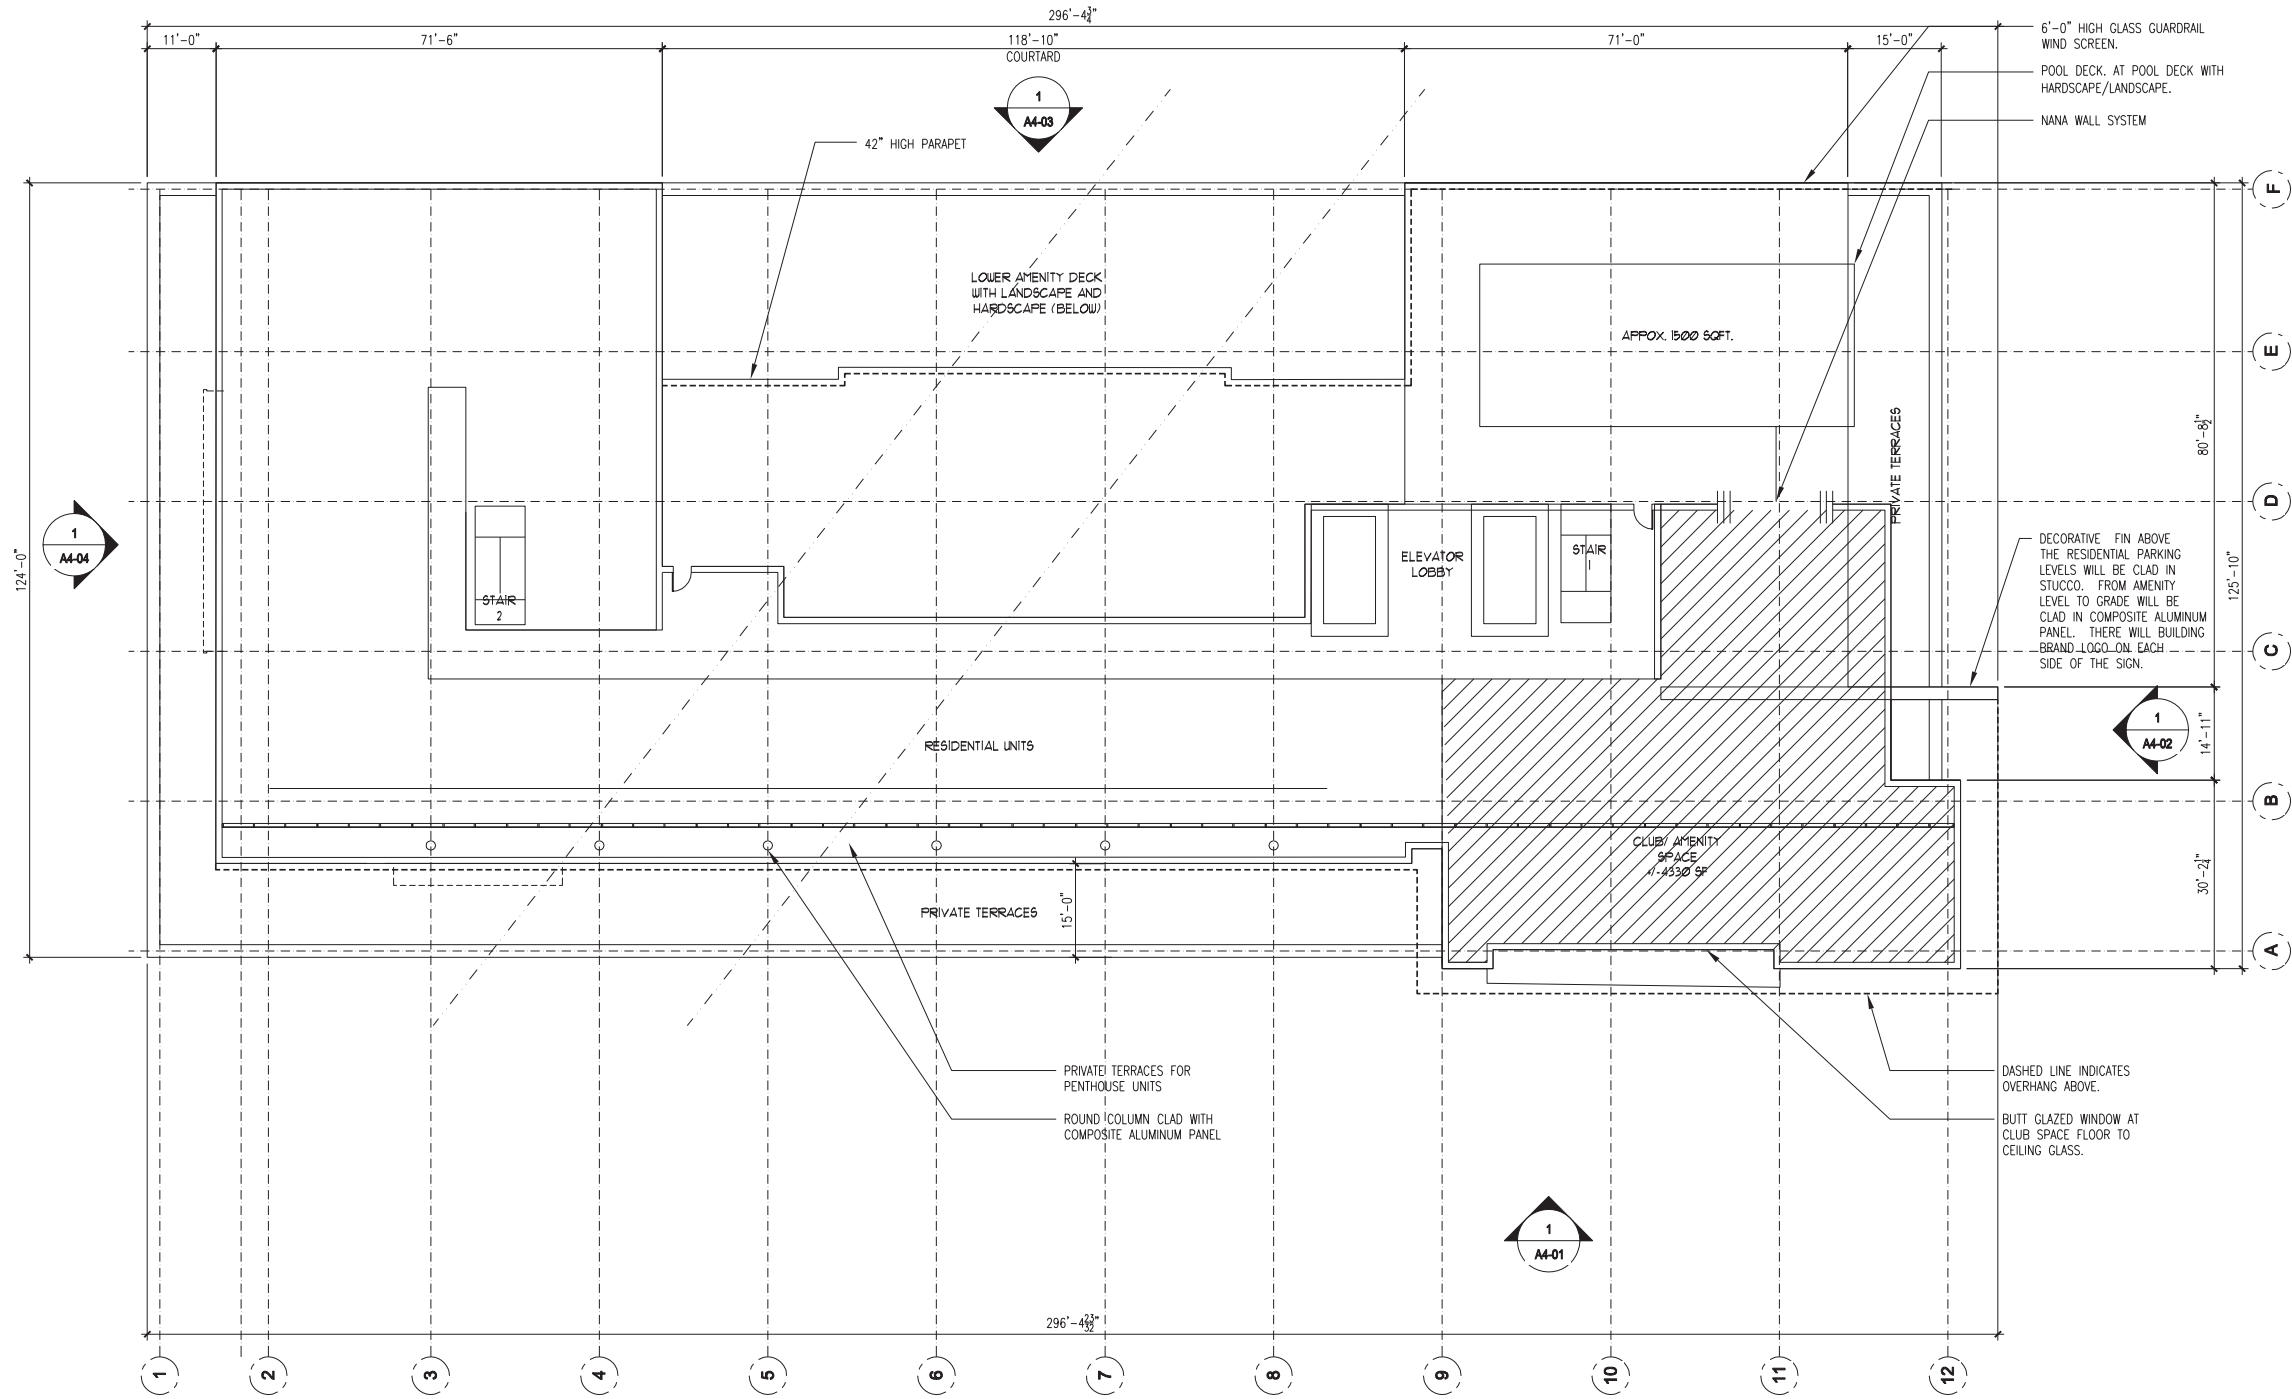 296'-4¾"
11'-0"
71'-6"
118'-10"
COURTARD
71'-0"
15'-0"
6'-0" HIGH GLASS GUARDRAIL
WIND SCREEN.
POOL DECK. AT POOL DECK WITH
HARDSCAPE/LANDSCAPE.
NANA WALL SYSTEM
1
A4-03
42" HIGH PARAPET
F
LOWER AMENITY DECK
WITH LANDSCAPE AND
HARDSCAPE (BELOW)
APPOX. 1500 SQFT.
E
80'-8½"
PRIVATE TERRACES
D
1
A4-04
124'-0"
ELEVATOR
LOBBY
STAIR
1
STAIR
2
DECORATIVE FIN ABOVE
THE RESIDENTIAL PARKING
LEVELS WILL BE CLAD IN
STUCCO. FROM AMENITY
LEVEL TO GRADE WILL BE
CLAD IN COMPOSITE ALUMINUM
PANEL. THERE WILL BUILDING
BRAND LOGO ON EACH
SIDE OF THE SIGN.
125'-10"
C
1
A4-02
14'-11"
RESIDENTIAL UNITS
B
CLUB/ AMENITY
SPACE
+/-4330 SF
30'-2¼"
PRIVATE TERRACES
15'-0"
A
PRIVATE TERRACES FOR
PENTHOUSE UNITS
ROUND COLUMN CLAD WITH
COMPOSITE ALUMINUM PANEL
DASHED LINE INDICATES
OVERHANG ABOVE.
BUTT GLAZED WINDOW AT
CLUB SPACE FLOOR TO
CEILING GLASS.
1
A4-01
296'-4 23/32"
1
2
3
4
5
6
7
8
9
10
11
12